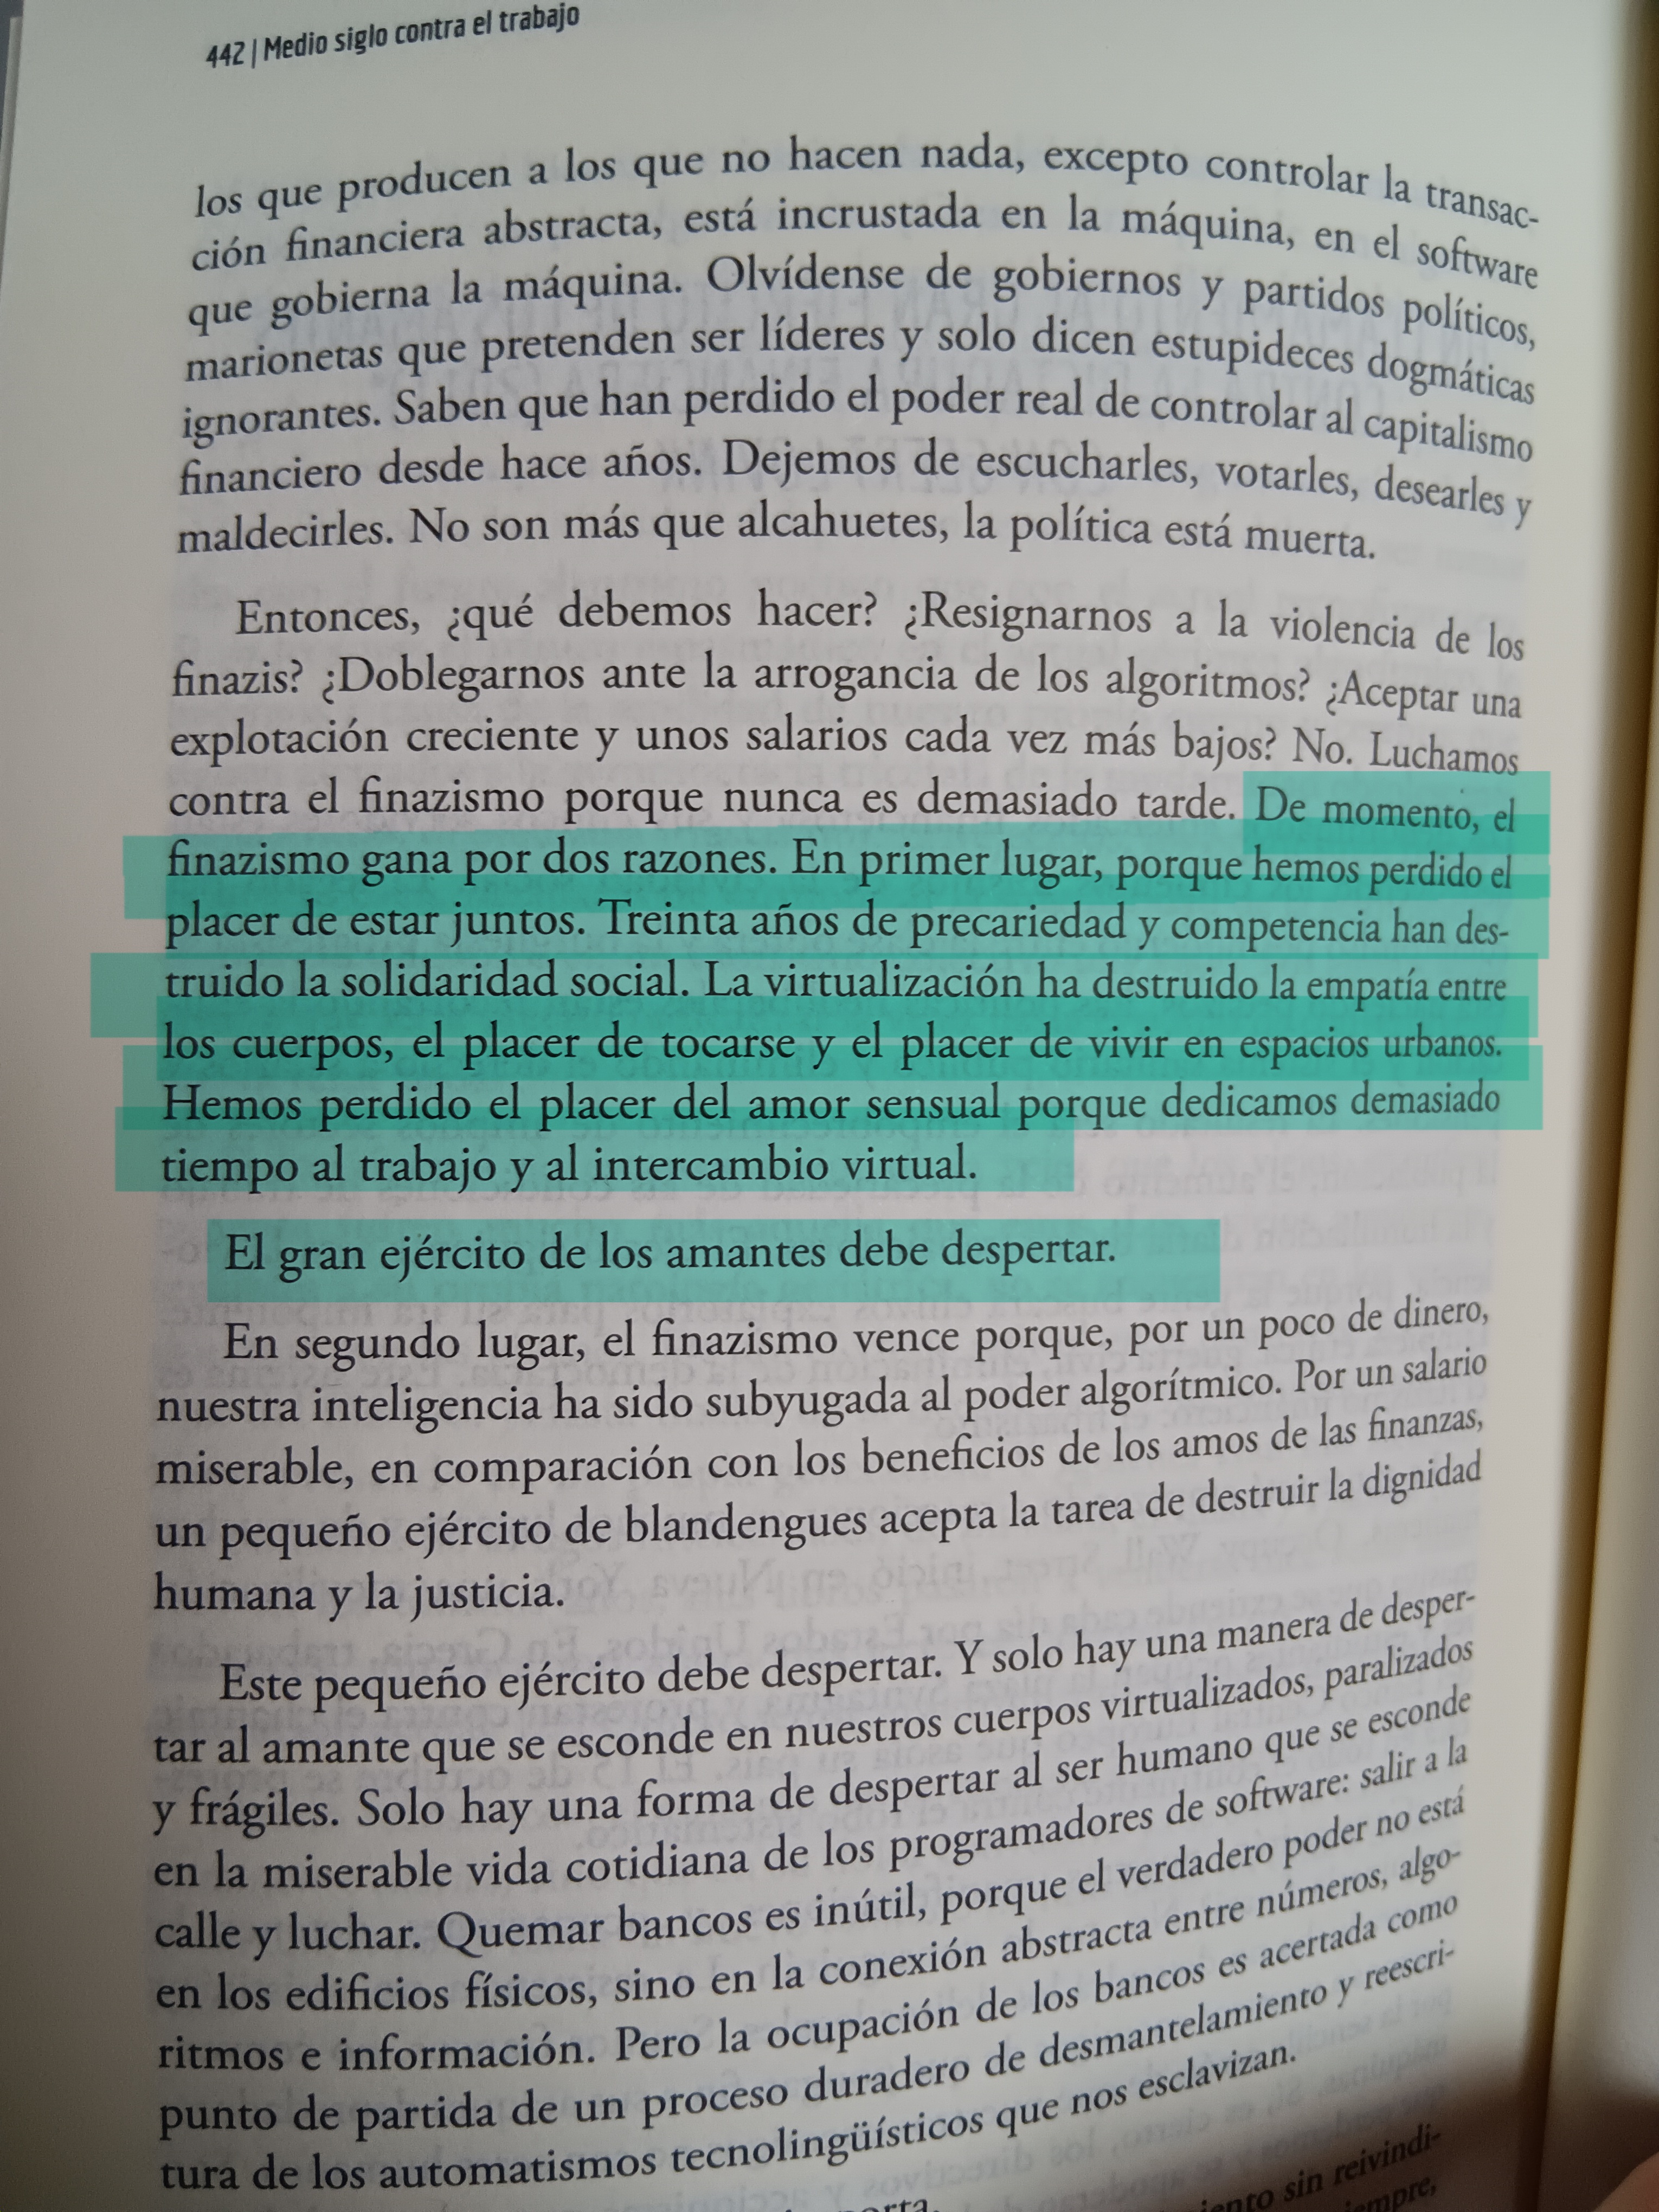 442 | Medio siglo contra el trabajo
los que producen a los que no hacen nada, excepto controlar la transac-
ción financiera abstracta, está incrustada en la máquina, en el software
que gobierna la máquina. Olvídense de gobiernos y partidos políticos,
marionetas que pretenden ser líderes y solo dicen estupideces dogmáticas
ignorantes. Saben que han perdido el poder real de controlar al capitalismo
financiero desde hace años. Dejemos de escucharles, votarles, desearles y
maldecirles. No son más que alcahuetes, la política está muerta.
Entonces, ¿qué debemos hacer? ¿Resignarnos a la violencia de los
finazis? ¿Doblegarnos ante la arrogancia de los algoritmos? ¿Aceptar una
explotación creciente y unos salarios cada vez más bajos? No. Luchamos
contra el finazismo porque nunca es demasiado tarde. De momento, el
finazismo gana por dos razones. En primer lugar, porque hemos perdido el
placer de estar juntos. Treinta años de precariedad y competencia han des-
truido la solidaridad social. La virtualización ha destruido la empatía entre
los cuerpos, el placer de tocarse y el placer de vivir en espacios urbanos.
Hemos perdido el placer del amor sensual porque dedicamos demasiado
tiempo al trabajo y al intercambio virtual.
El gran ejército de los amantes debe despertar.
En segundo lugar, el finazismo vence porque, por un poco de dinero,
nuestra inteligencia ha sido subyugada al poder algorítmico. Por un salario
miserable, en comparación con los beneficios de los amos de las finanzas,
un pequeño ejército de blandengues acepta la tarea de destruir la dignidad
humana y la justicia.
Este pequeño ejército debe despertar. Y solo hay una manera de desper-
tar al amante que se esconde en nuestros cuerpos virtualizados, paralizados
y frágiles. Solo hay una forma de despertar al ser humano que se esconde
en la miserable vida cotidiana de los programadores de software: salir a la
calle y luchar. Quemar bancos es inútil, porque el verdadero poder no está
en los edificios físicos, sino en la conexión abstracta entre números, algo-
ritmos e información. Pero la ocupación de los bancos es acertada como
punto de partida de un proceso duradero de desmantelamiento y reescri-
tura de los automatismos tecnolingüísticos que nos esclavizan.
sin reivindi-